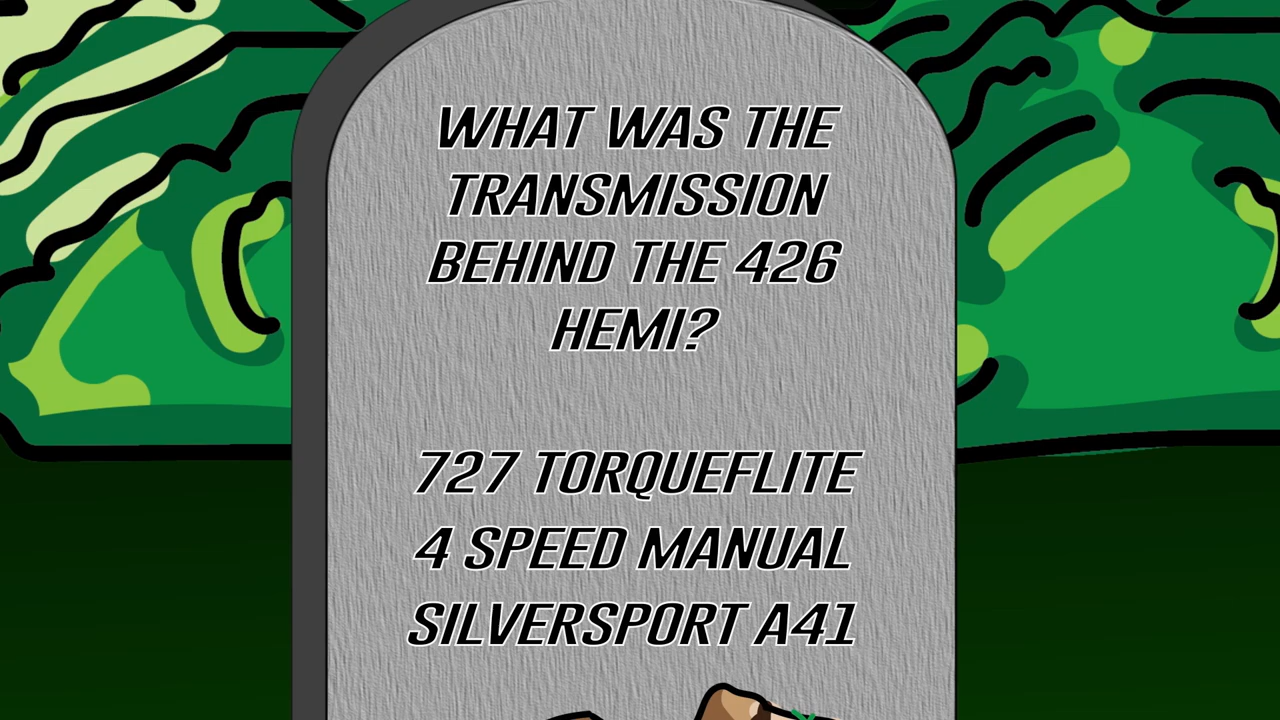 WHAT WAS THE
TRANSMISSION
BEHIND THE 426
HEMI?
727 TORQUEFLITE
4 SPEED MANUAL
SILVERSPORT A41